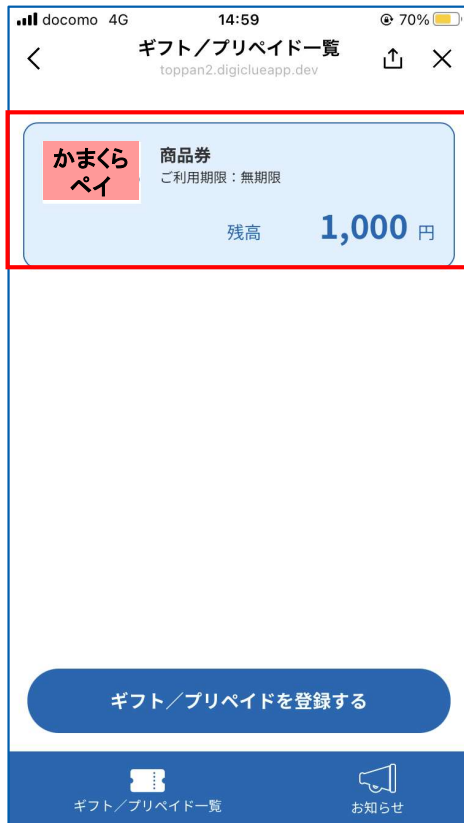 docomo 4G 14:59 70%
ギフト／プリペイド一覧
toppan2.digiclueapp.dev
かまくら
ペイ
商品券
ご利用期限：無期限
残高 1,000 円
ギフト／プリペイドを登録する
ギフト／プリペイド一覧
お知らせ